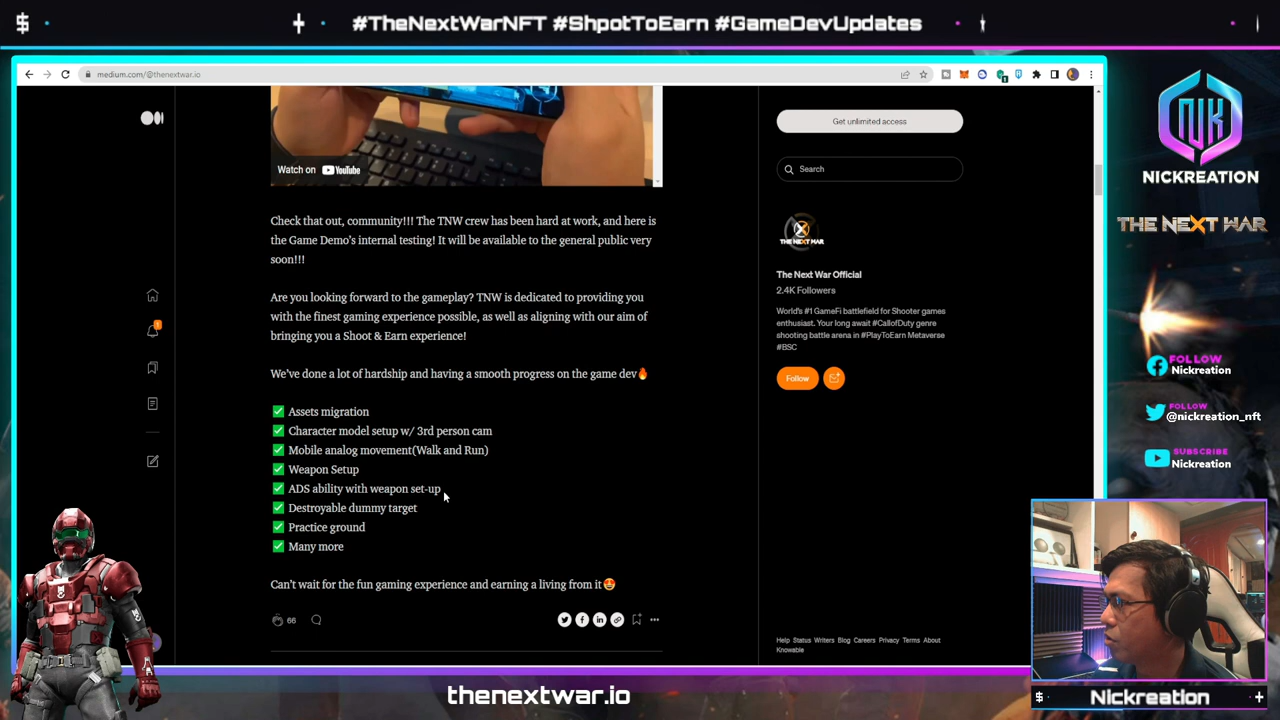 #TheNextWarNFT #ShpotToEarn #GameDevUpdates
medium.com/@thenextwar.io
Watch on YouTube
Check that out, community!!! The TNW crew has been hard at work, and here is
the Game Demo's internal testing! It will be available to the general public very
soon!!!
Are you looking forward to the gameplay? TNW is dedicated to providing you
with the finest gaming experience possible, as well as aligning with our aim of
bringing you a Shoot & Earn experience!
We've done a lot of hardship and having a smooth progress on the game dev🔥
✅ Assets migration
✅ Character model setup w/ 3rd person cam
✅ Mobile analog movement(Walk and Run)
✅ Weapon Setup
✅ ADS ability with weapon set-up
✅ Destroyable dummy target
✅ Practice ground
✅ Many more
Can't wait for the fun gaming experience and earning a living from it🤩
66
Get unlimited access
Search
THE NEXT WAR
The Next War Official
2.4K Followers
World's #1 GameFi battlefield for Shooter games
enthusiast. Your long await #CallofDuty genre
shooting battle arena in #PlayToEarn Metaverse
#BSC
Follow
Help Status Writers Blog Careers Privacy Terms About
Knowable
NICKREATION
THE NEXT WAR
FOLLOW
Nickreation
FOLLOW
@nickreation_nft
SUBSCRIBE
Nickreation
thenextwar.io
Nickreation